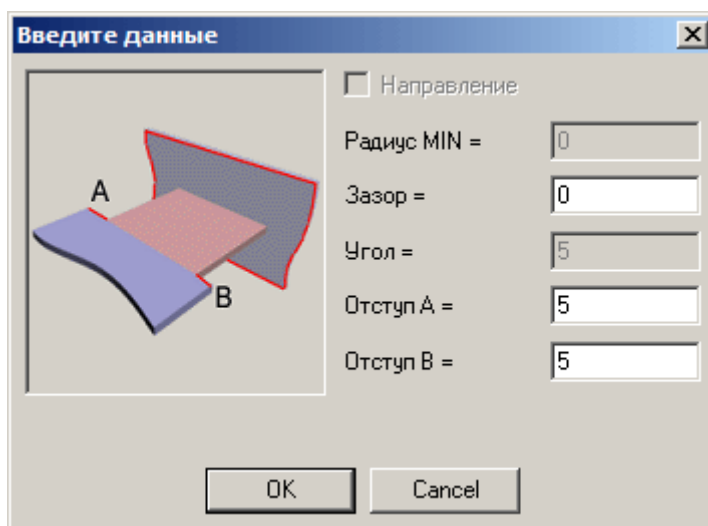 Введите данные
A
B
Направление
Радиус MIN = 0
Зазор = 0
Угол = 5
Отступ A = 5
Отступ B = 5
OK
Cancel